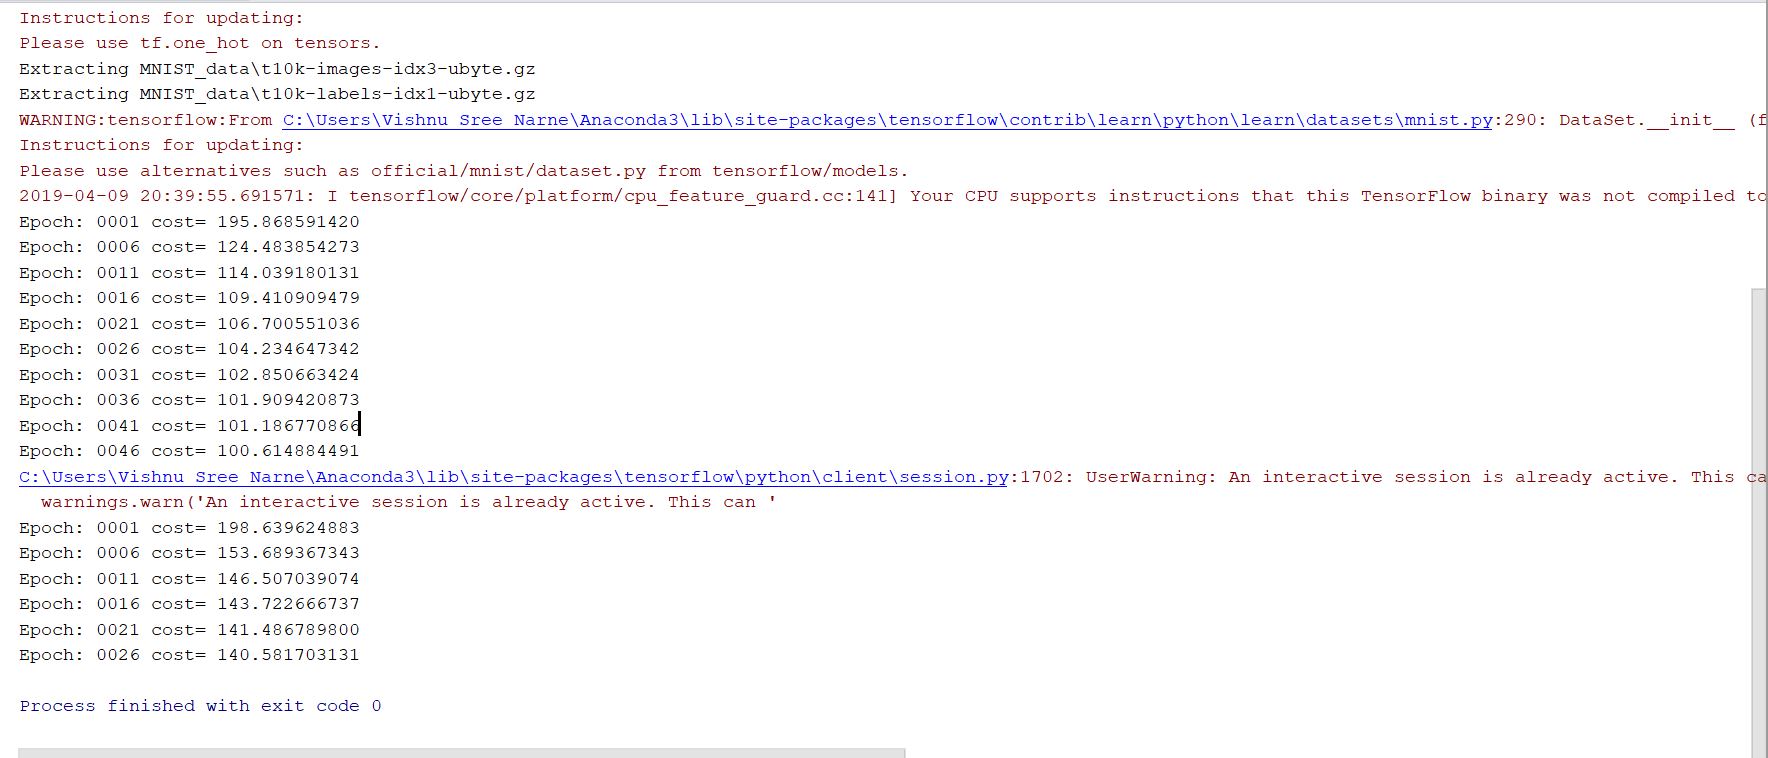 Instructions for updating:
Please use tf.one_hot on tensors.
Extracting MNIST_data\t10k-images-idx3-ubyte.gz
Extracting MNIST_data\t10k-labels-idx1-ubyte.gz
WARNING:tensorflow:From C:\Users\Vishnu Sree Narne\Anaconda3\lib\site-packages\tensorflow\contrib\learn\python\learn\datasets\mnist.py:290: DataSet.__init__ (f
Instructions for updating:
Please use alternatives such as official/mnist/dataset.py from tensorflow/models.
2019-04-09 20:39:55.691571: I tensorflow/core/platform/cpu_feature_guard.cc:141] Your CPU supports instructions that this TensorFlow binary was not compiled to
Epoch: 0001 cost= 195.868591420
Epoch: 0006 cost= 124.483854273
Epoch: 0011 cost= 114.039180131
Epoch: 0016 cost= 109.410909479
Epoch: 0021 cost= 106.700551036
Epoch: 0026 cost= 104.234647342
Epoch: 0031 cost= 102.850663424
Epoch: 0036 cost= 101.909420873
Epoch: 0041 cost= 101.186770866
Epoch: 0046 cost= 100.614884491
C:\Users\Vishnu Sree Narne\Anaconda3\lib\site-packages\tensorflow\python\client\session.py:1702: UserWarning: An interactive session is already active. This ca
  warnings.warn('An interactive session is already active. This can '
Epoch: 0001 cost= 198.639624883
Epoch: 0006 cost= 153.689367343
Epoch: 0011 cost= 146.507039074
Epoch: 0016 cost= 143.722666737
Epoch: 0021 cost= 141.486789800
Epoch: 0026 cost= 140.581703131
Process finished with exit code 0